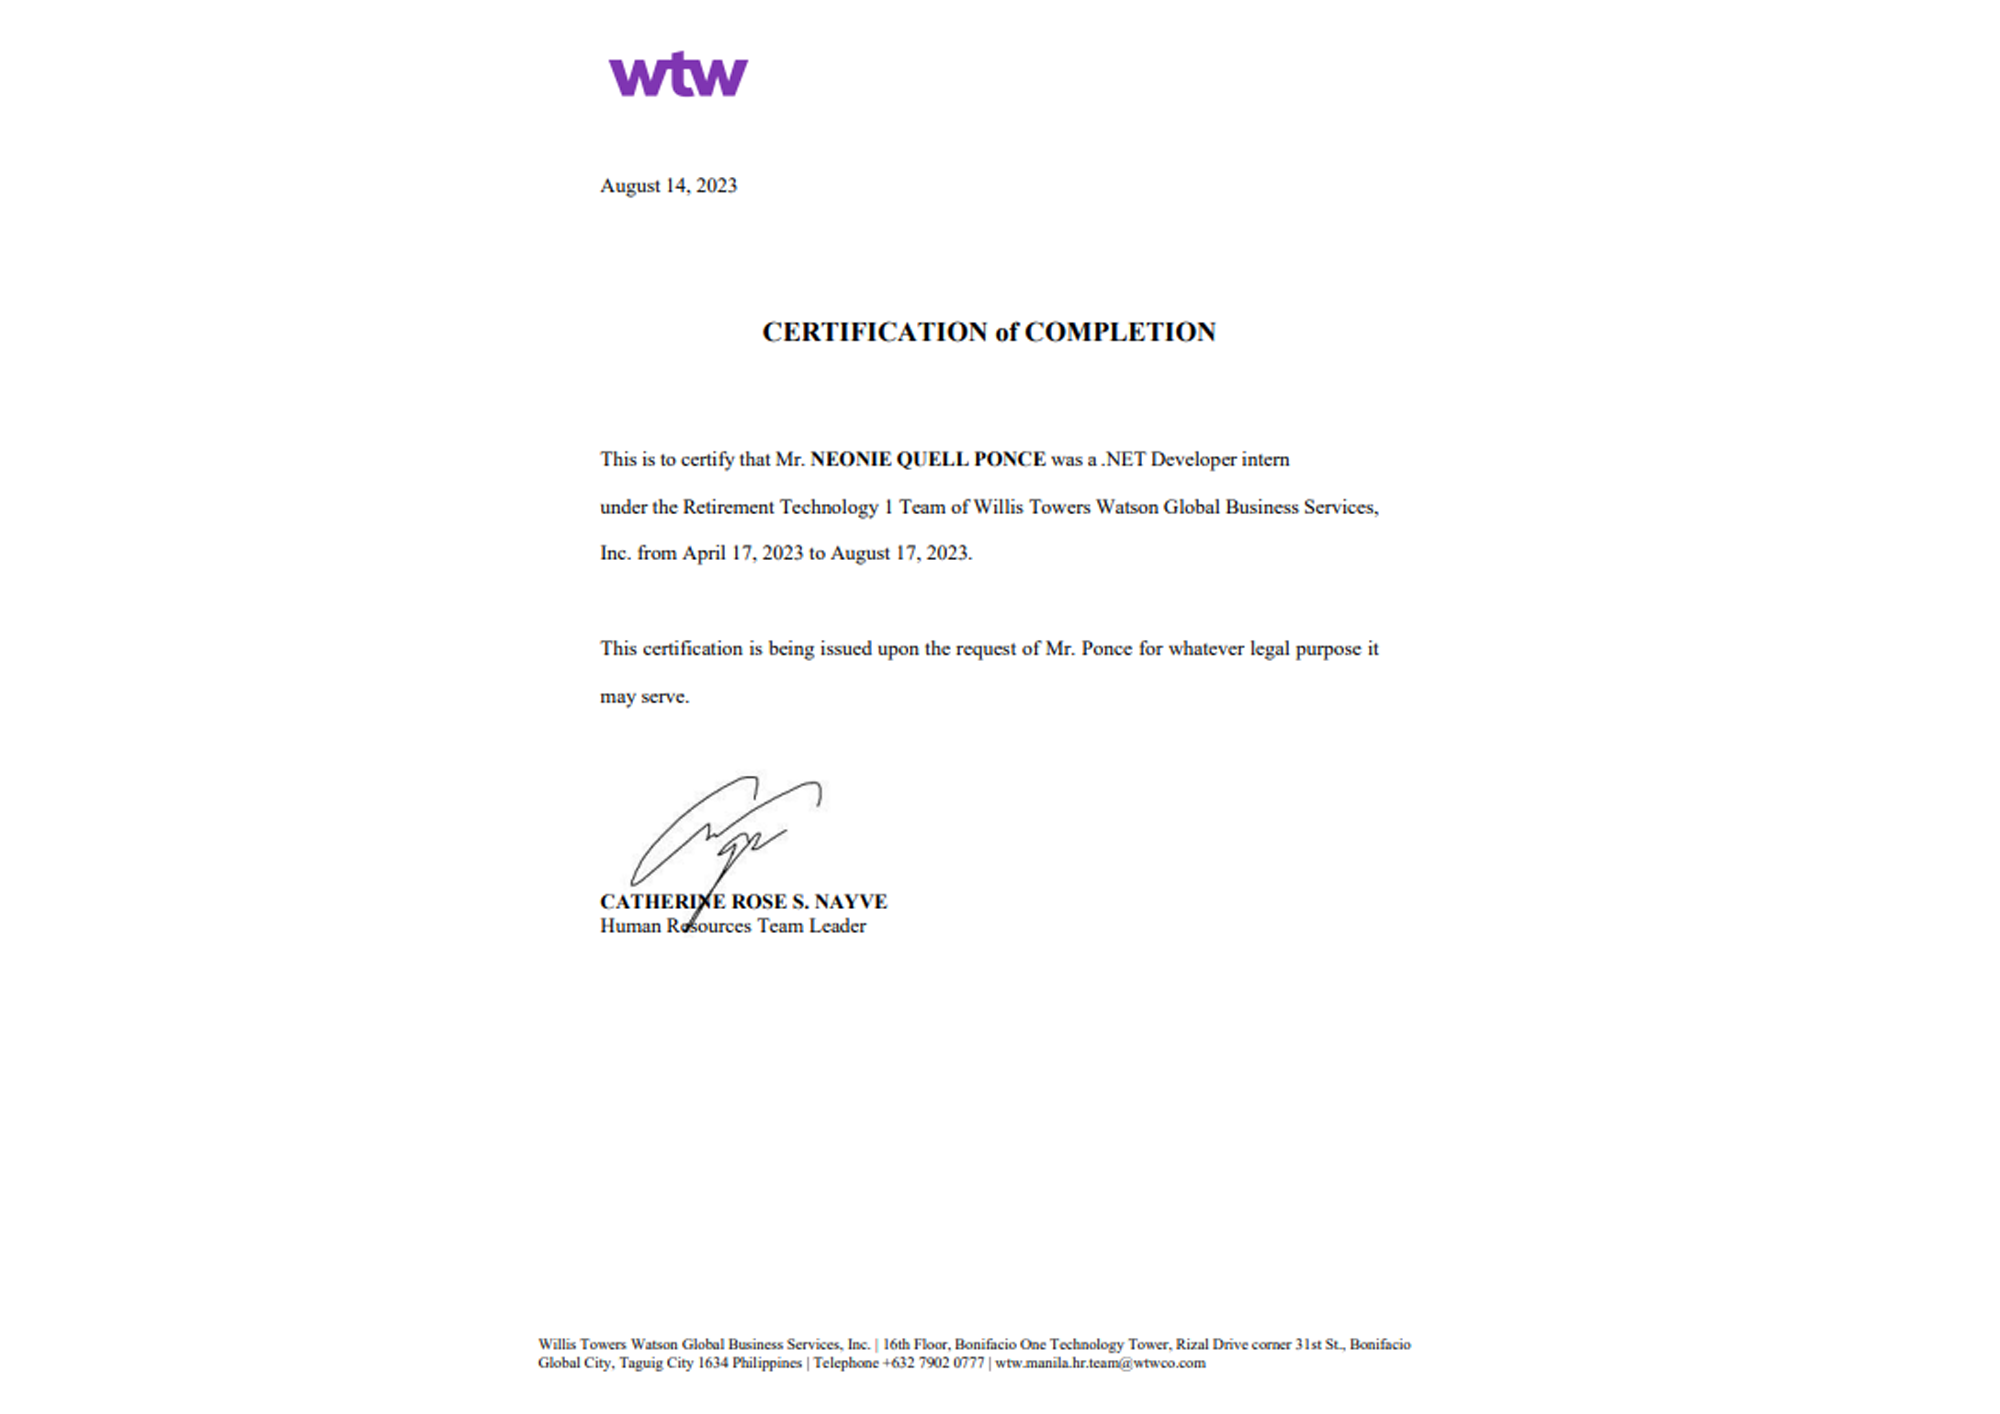 wtw
August 14, 2023
CERTIFICATION of COMPLETION
This is to certify that Mr. NEONIE QUELL PONCE was a .NET Developer intern
under the Retirement Technology 1 Team of Willis Towers Watson Global Business Services,
Inc. from April 17, 2023 to August 17, 2023.
This certification is being issued upon the request of Mr. Ponce for whatever legal purpose it
may serve.
CATHERINE ROSE S. NAYVE
Human Resources Team Leader
Willis Towers Watson Global Business Services, Inc. | 16th Floor, Bonifacio One Technology Tower, Rizal Drive corner 31st St., Bonifacio
Global City, Taguig City 1634 Philippines | Telephone +632 7902 0777 | wtw.manila.hr.team@wtwco.com